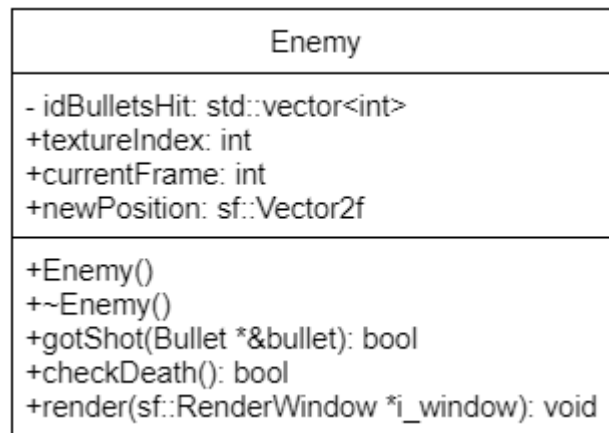 Enemy
- idBulletsHit: std::vector<int>
+textureIndex: int
+currentFrame: int
+newPosition: sf::Vector2f
+Enemy()
+~Enemy()
+gotShot(Bullet *&bullet): bool
+checkDeath(): bool
+render(sf::RenderWindow *i_window): void